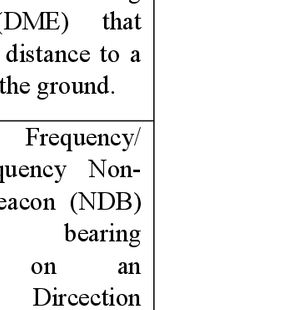 (DME) that
distance to a
the ground.
Frequency/
quency Non-
eacon (NDB)
bearing
on an
Dircection